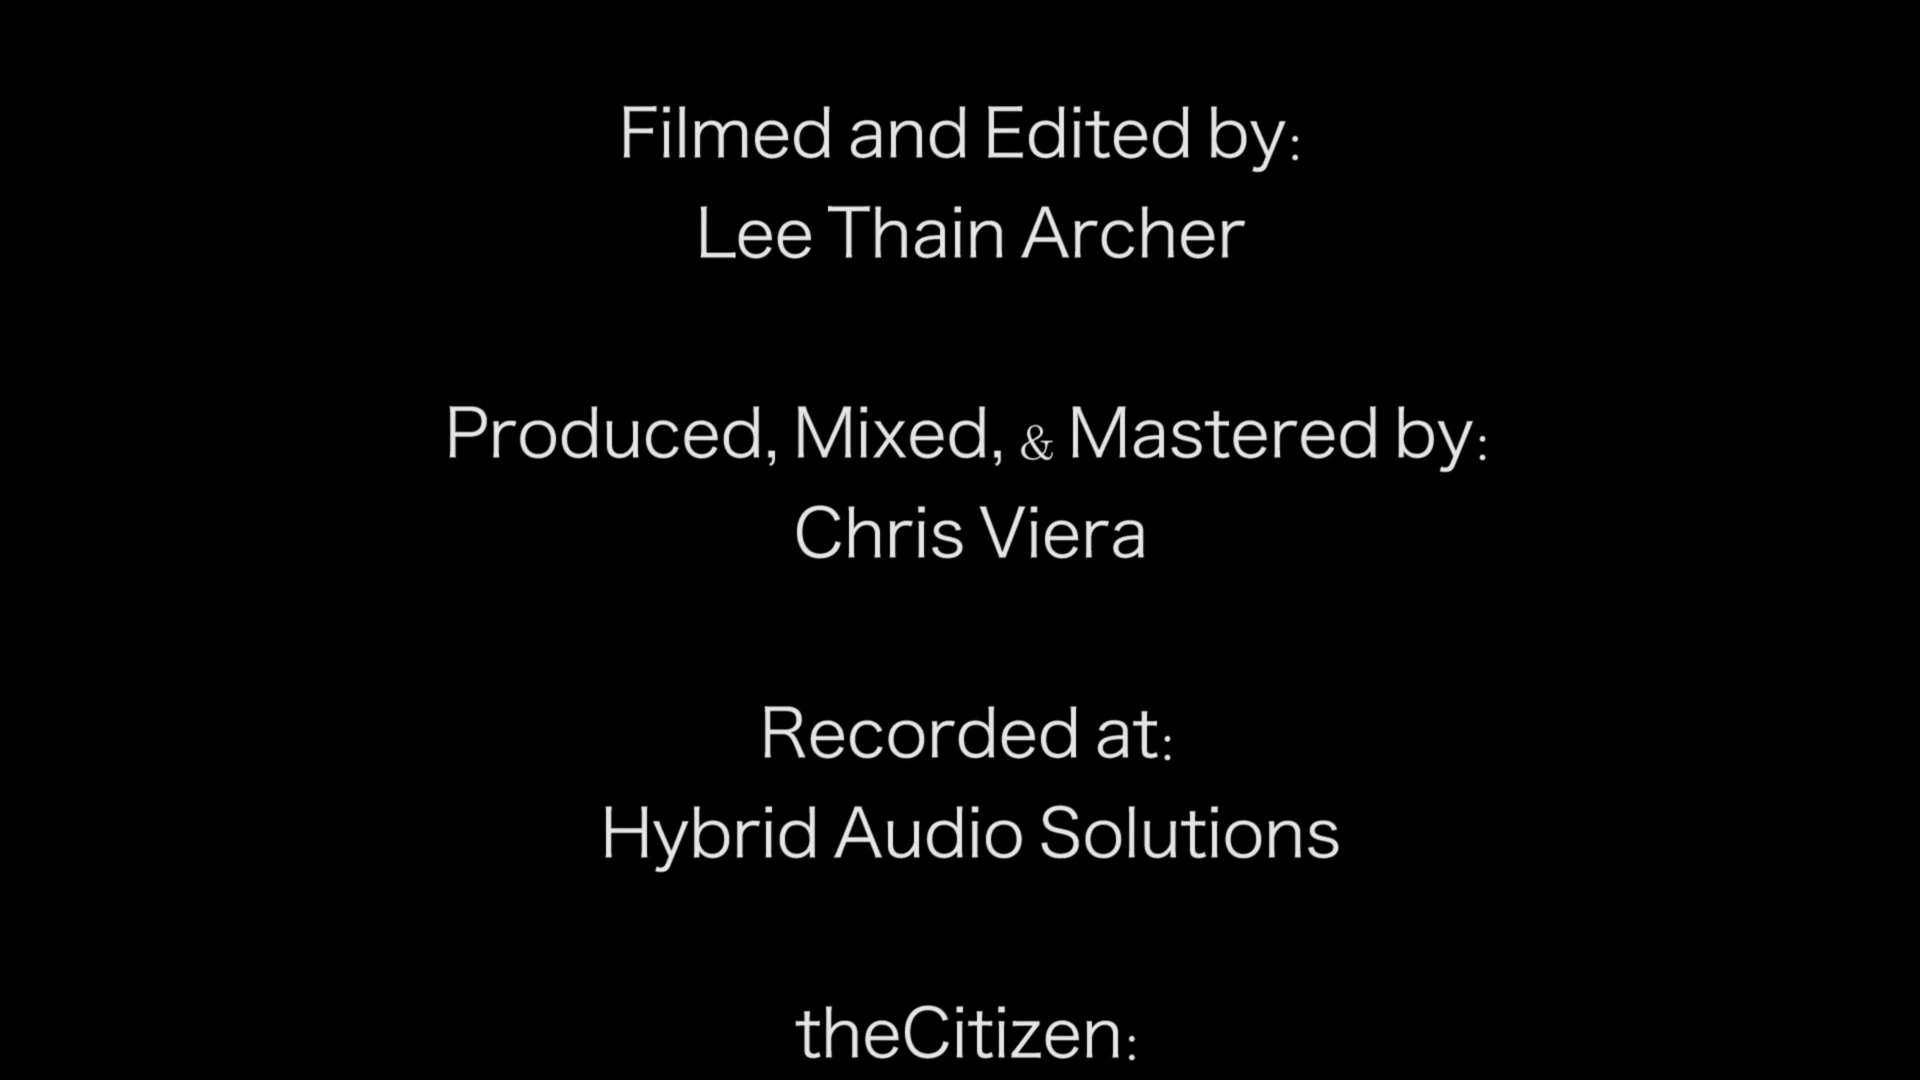 Filmed and Edited by:
Lee Thain Archer
Produced, Mixed, & Mastered by:
Chris Viera
Recorded at:
Hybrid Audio Solutions
theCitizen: